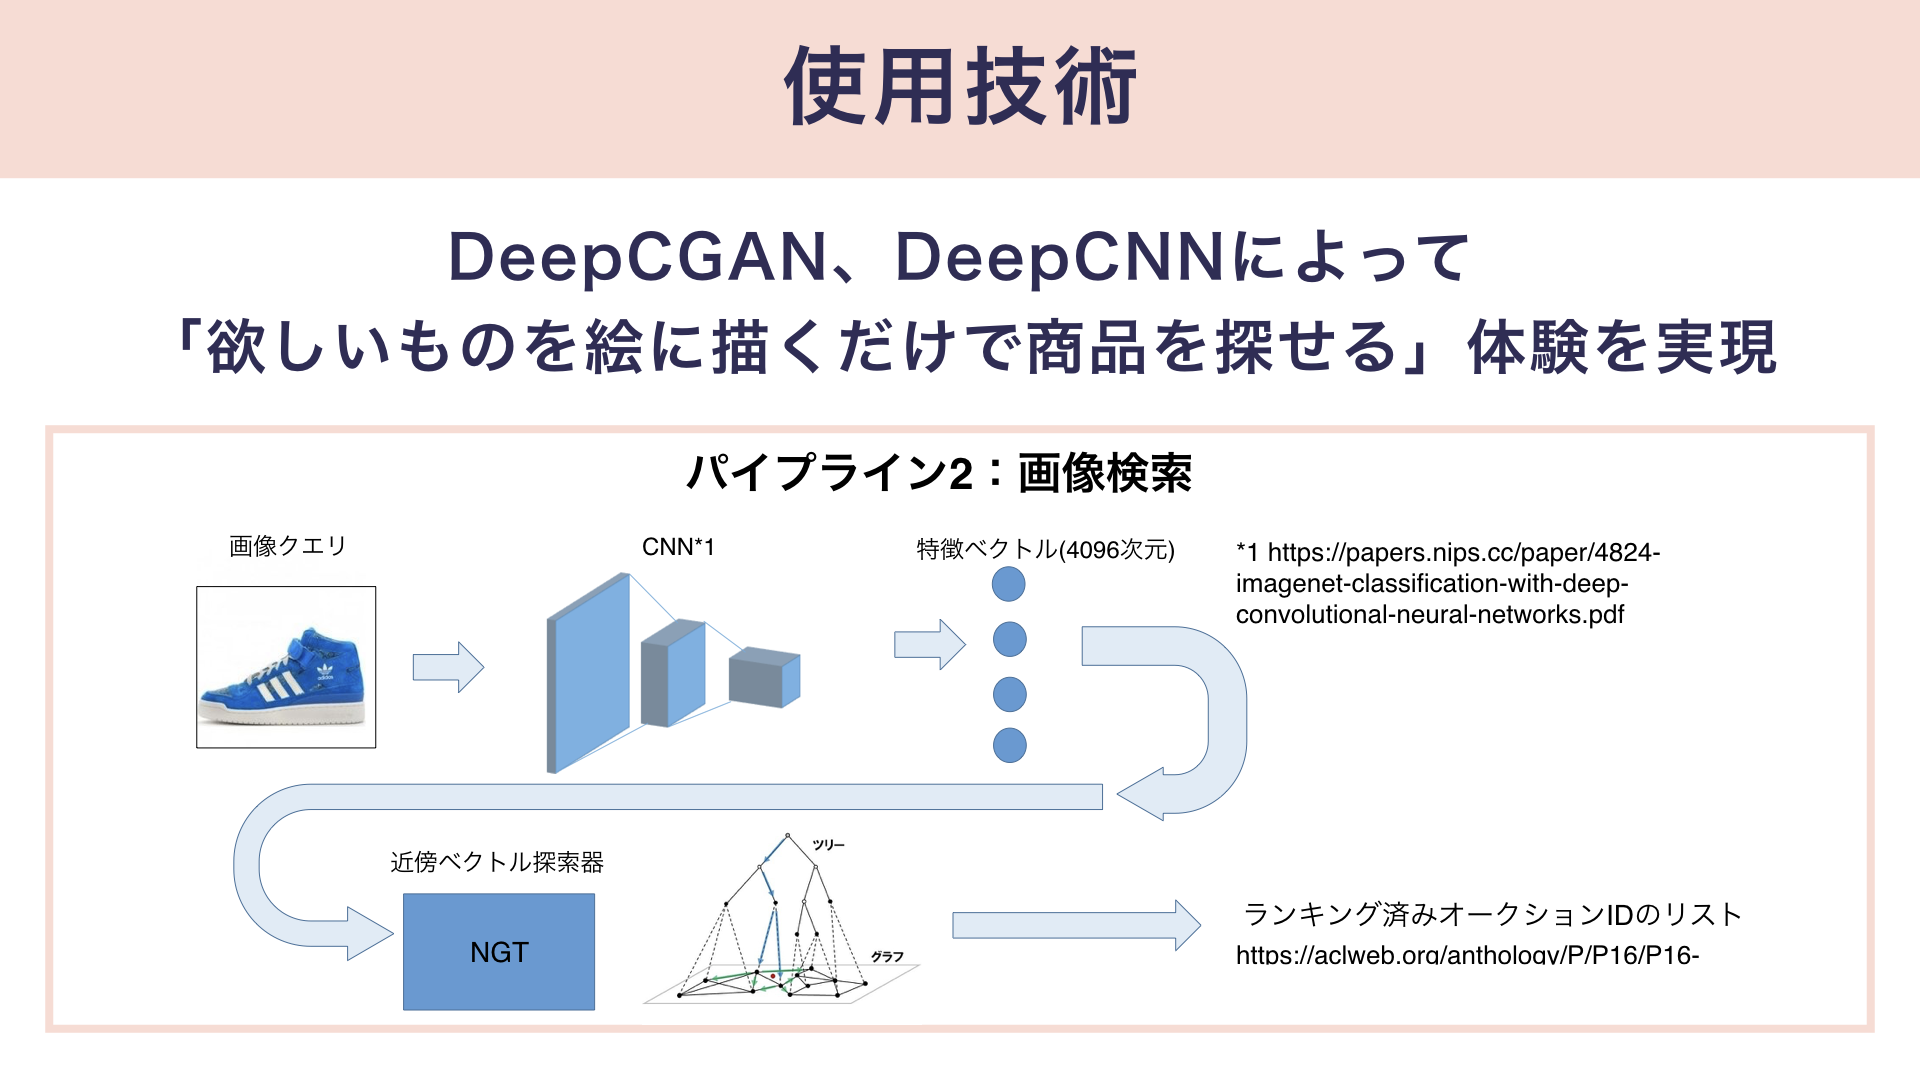 使用技術
DeepCGAN、DeepCNNによって
「欲しいものを絵に描くだけで商品を探せる」体験を実現
パイプライン2：画像検索
画像クエリ
CNN*1
特徴ベクトル(4096次元)
*1 https://papers.nips.cc/paper/4824-
imagenet-classification-with-deep-
convolutional-neural-networks.pdf
adidas
近傍ベクトル探索器
NGT
ツリー
グラフ
ランキング済みオークションIDのリスト
https://aclweb.org/anthology/P/P16/P16-